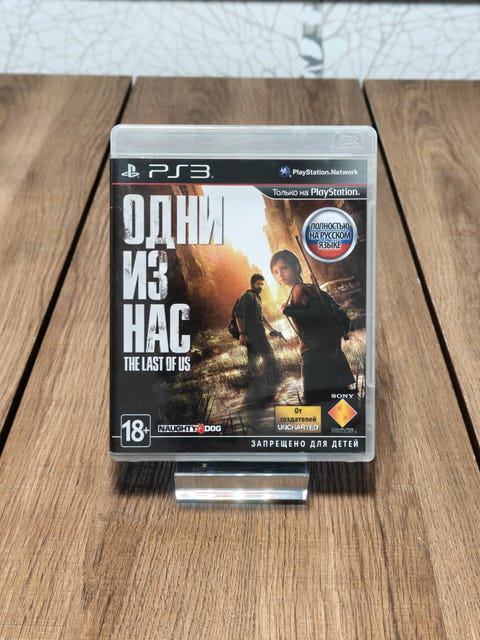 PS3
PlayStation Network
Только на PlayStation
ОДНИ
ИЗ
НАС
THE LAST OF US
ПОЛНОСТЬЮ
НА РУССКОМ
ЯЗЫКЕ
18+
NAUGHTY DOG
От
создателей
UNCHARTED
SONY
COMPUTER
ЗАПРЕЩЕНО ДЛЯ ДЕТЕЙ